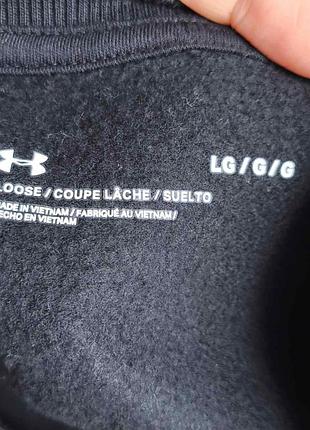 LG/G/G
LOOSE/COUPE LÂCHE/SUELTO
MADE IN VIETNAM/FABRIQUÉ AU VIETNAM/
HECHO EN VIETNAM